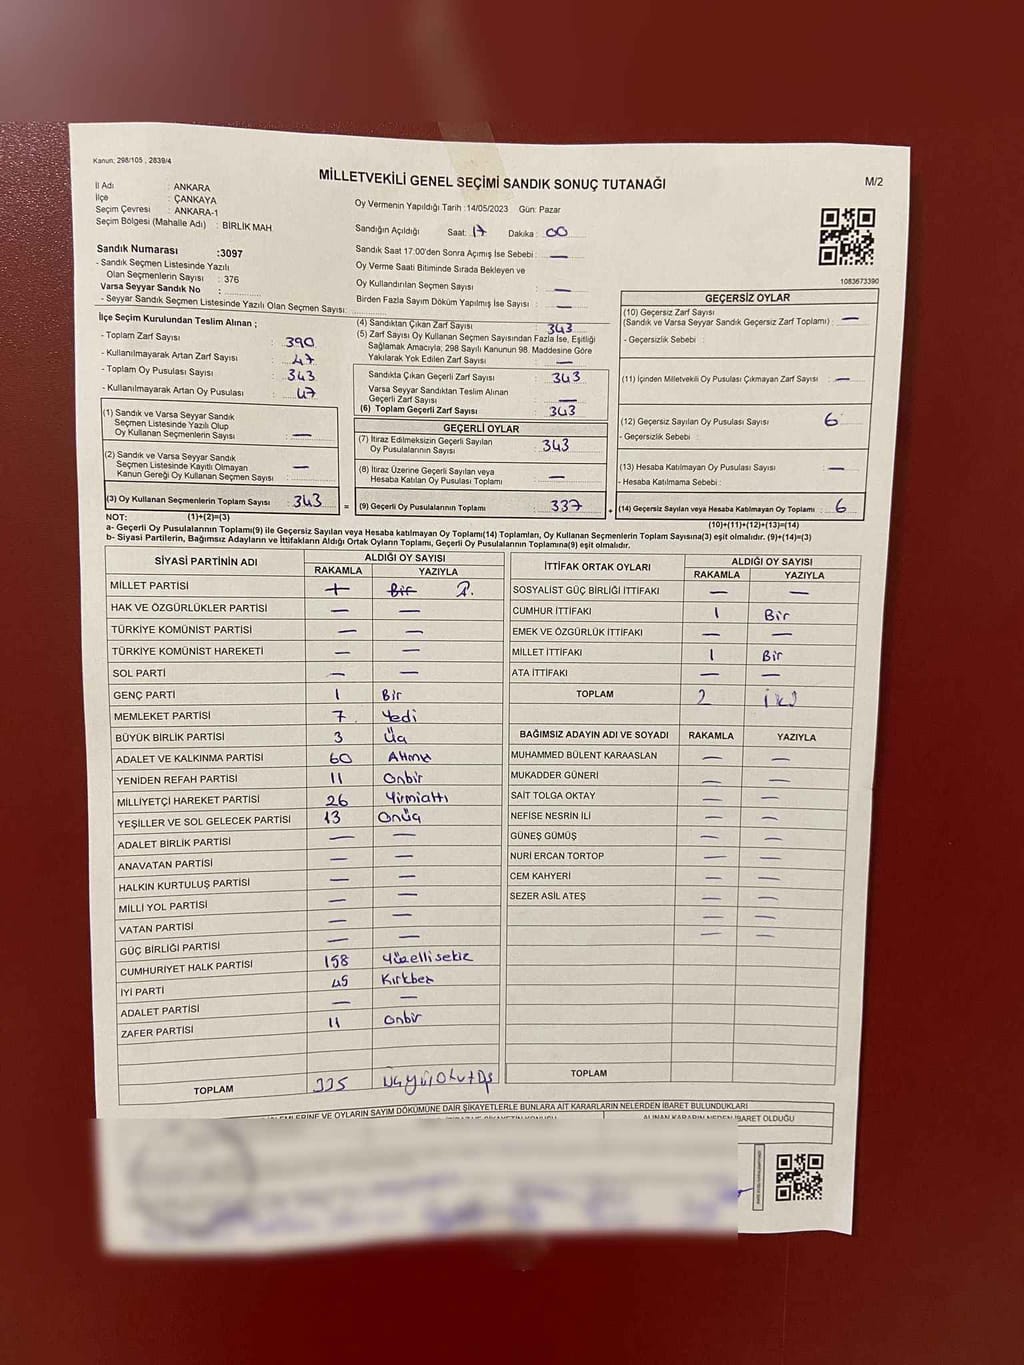 Kanun; 298/105 , 2839/4
MİLLETVEKİLİ GENEL SEÇİMİ SANDIK SONUÇ TUTANAĞI
M/2
İl Adı : ANKARA
İlçe : ÇANKAYA
Seçim Çevresi : ANKARA-1
Seçim Bölgesi (Mahalle Adı) : BİRLİK MAH
Oy Vermenin Yapıldığı Tarih :14/05/2023 Gün: Pazar
Sandığın Açıldığı Saat: 17 Dakika : 00
Sandık Numarası :3097
- Sandık Seçmen Listesinde Yazılı
Olan Seçmenlerin Sayısı : 376
Varsa Seyyar Sandık No :
- Seyyar Sandık Seçmen Listesinde Yazılı Olan Seçmen Sayısı:
Sandık Saat 17:00'den Sonra Açımış İse Sebebi : —
Oy Verme Saati Bitiminde Sırada Bekleyen ve
Oy Kullandırılan Seçmen Sayısı : —
Birden Fazla Sayım Döküm Yapılmış İse Sayısı : —
1083673390
İlçe Seçim Kurulundan Teslim Alınan ;
- Toplam Zarf Sayısı : 390
- Kullanılmayarak Artan Zarf Sayısı : 47
- Toplam Oy Pusulası Sayısı : 343
- Kullanılmayarak Artan Oy Pusulası : 47
(1) Sandık ve Varsa Seyyar Sandık
Seçmen Listesinde Yazılı Olup
Oy Kullanan Seçmenlerin Sayısı : —
(2) Sandık ve Varsa Seyyar Sandık
Seçmen Listesinde Kayıtlı Olmayan
Kanun Gereği Oy Kullanan Seçmen Sayısı : —
(3) Oy Kullanan Seçmenlerin Toplam Sayısı : 343
(4) Sandıktan Çıkan Zarf Sayısı : 343
(5) Zarf Sayısı Oy Kullanan Seçmen Sayısından Fazla İse, Eşitliği
Sağlamak Amacıyla, 298 Sayılı Kanunun 98. Maddesine Göre
Yakılarak Yok Edilen Zarf Sayısı : —
Sandıkta Çıkan Geçerli Zarf Sayısı : 343
Varsa Seyyar Sandıktan Teslim Alınan
Geçerli Zarf Sayısı : —
(6) Toplam Geçerli Zarf Sayısı : 343
GEÇERLİ OYLAR
(7) İtiraz Edilmeksizin Geçerli Sayılan
Oy Pusulalarının Sayısı : 343
(8) İtiraz Üzerine Geçerli Sayılan veya
Hesaba Katılan Oy Pusulası Toplamı : —
= (9) Geçerli Oy Pusulalarının Toplamı : 337
GEÇERSİZ OYLAR
(10) Geçersiz Zarf Sayısı
(Sandık ve Varsa Seyyar Sandık Geçersiz Zarf Toplamı) : —
- Geçersizlik Sebebi :
(11) İçinden Milletvekili Oy Pusulası Çıkmayan Zarf Sayısı : —
(12) Geçersiz Sayılan Oy Pusulası Sayısı : 6
- Geçersizlik Sebebi :
(13) Hesaba Katılmayan Oy Pusulası Sayısı : —
- Hesaba Katılmama Sebebi :
+ (14) Geçersiz Sayılan veya Hesaba Katılmayan Oy Toplamı : 6
NOT: (1)+(2)=(3)
(10)+(11)+(12)+(13)=(14)
a- Geçerli Oy Pusulalarının Toplamı(9) ile Geçersiz Sayılan veya Hesaba katılmayan Oy Toplamı(14) Toplamları, Oy Kullanan Seçmenlerin Toplam Sayısına(3) eşit olmalıdır. (9)+(14)=(3)
b- Siyasi Partilerin, Bağımsız Adayların ve İttifakların Aldığı Ortak Oyların Toplamı, Geçerli Oy Pusulalarının Toplamına(9) eşit olmalıdır.
SİYASİ PARTİNİN ADI ALDIĞI OY SAYISI
RAKAMLA YAZIYLA
MİLLET PARTİSİ Bir
HAK VE ÖZGÜRLÜKLER PARTİSİ — —
TÜRKİYE KOMÜNİST PARTİSİ — —
TÜRKİYE KOMÜNİST HAREKETİ — —
SOL PARTİ — —
GENÇ PARTİ 1 Bir
MEMLEKET PARTİSİ 7 Yedi
BÜYÜK BİRLİK PARTİSİ 3 Üç
ADALET VE KALKINMA PARTİSİ 60 Altmış
YENİDEN REFAH PARTİSİ 11 Onbir
MİLLİYETÇİ HAREKET PARTİSİ 26 Yirmialtı
YEŞİLLER VE SOL GELECEK PARTİSİ 13 Onüç
ADALET BİRLİK PARTİSİ — —
ANAVATAN PARTİSİ — —
HALKIN KURTULUŞ PARTİSİ — —
MİLLİ YOL PARTİSİ — —
VATAN PARTİSİ — —
GÜÇ BİRLİĞİ PARTİSİ — —
CUMHURİYET HALK PARTİSİ 158 Yüzellisekiz
İYİ PARTİ 45 Kırkbeş
ADALET PARTİSİ — —
ZAFER PARTİSİ 11 Onbir
TOPLAM 335
İTTİFAK ORTAK OYLARI ALDIĞI OY SAYISI
RAKAMLA YAZIYLA
SOSYALİST GÜÇ BİRLİĞİ İTTİFAKI — —
CUMHUR İTTİFAKI 1 Bir
EMEK VE ÖZGÜRLÜK İTTİFAKI — —
MİLLET İTTİFAKI 1 Bir
ATA İTTİFAKI — —
TOPLAM 2 İki
BAĞIMSIZ ADAYIN ADI VE SOYADI RAKAMLA YAZIYLA
MUHAMMED BÜLENT KARAASLAN — —
MUKADDER GÜNERİ — —
SAİT TOLGA OKTAY — —
NEFİSE NESRİN İLİ — —
GÜNEŞ GÜMÜŞ — —
NURİ ERCAN TORTOP — —
CEM KAHYERİ — —
SEZER ASİL ATEŞ — —
— —
— —
TOPLAM
VE OYLARIN SAYIM DÖKÜMÜNE DAİR ŞİKAYETLERLE BUNLARA AİT KARARLARIN NELERDEN İBARET BULUNDUKLARI
ALINAN KARARIN NEDEN İBARET OLDUĞU